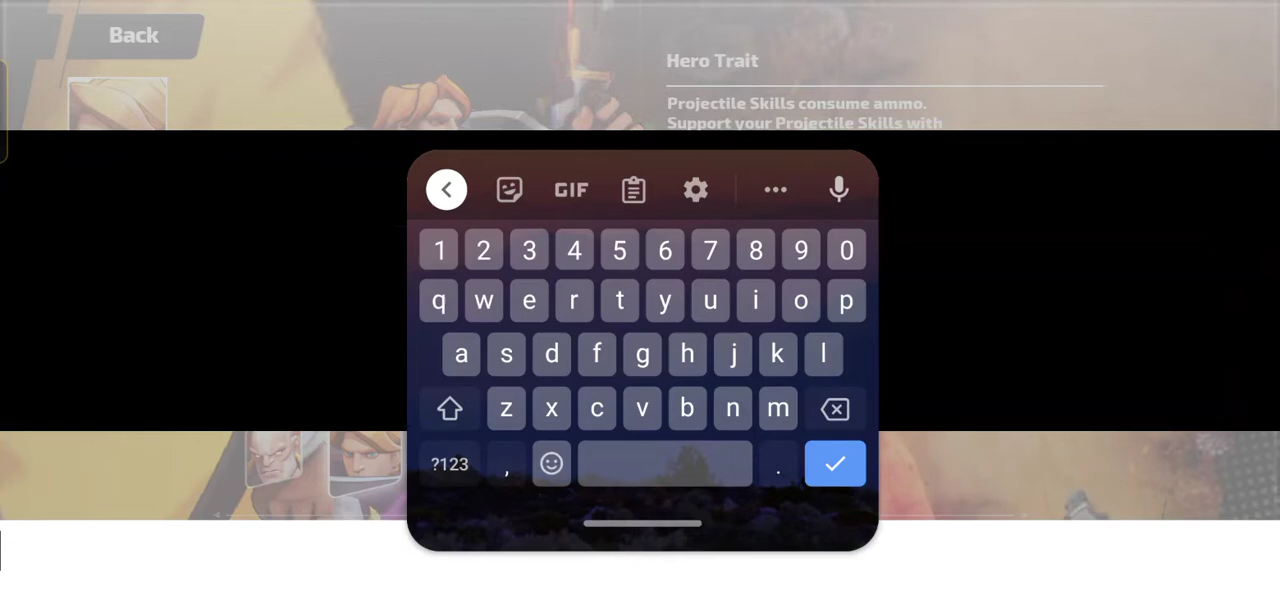 Back
Hero Trait
Projectile Skills consume ammo.
Support your Projectile Skills with
GIF
1 2 3 4 5 6 7 8 9 0
q w e r t y u i o p
a s d f g h j k l
z x c v b n m
?123 , .